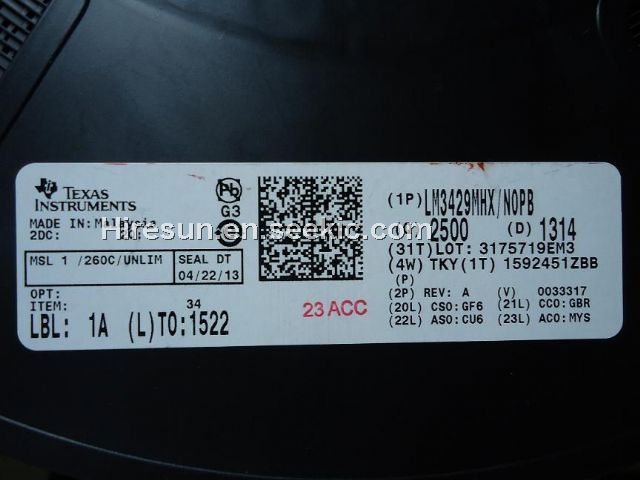 TEXAS
INSTRUMENTS
MADE IN: Malaysia
2DC: 20:
MSL 1 /260C/UNLIM
SEAL DT
04/22/13
OPT:
ITEM: 34
LBL: 1A (L)TO:1522
Pb
G3
23 ACC
(1P) LM3429MHX/NOPB
2500 (D) 1314
(31T)LOT: 3175719EM3
(4W) TKY(1T) 1592451ZBB
(P)
(2P) REV: A (V) 0033317
(20L) CSO:GF6 (21L) CCO:GBR
(22L) ASO:CU6 (23L) ACO:MYS
Hiresun.en.seekic.com